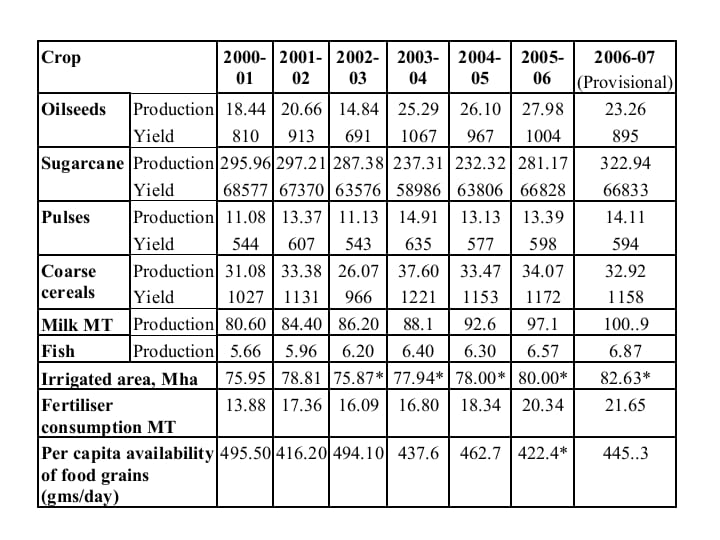 Crop 2000-01 2001-02 2002-03 2003-04 2004-05 2005-06 2006-07 (Provisional)
Oilseeds Production 18.44 20.66 14.84 25.29 26.10 27.98 23.26
Yield 810 913 691 1067 967 1004 895
Sugarcane Production 295.96 297.21 287.38 237.31 232.32 281.17 322.94
Yield 68577 67370 63576 58986 63806 66828 66833
Pulses Production 11.08 13.37 11.13 14.91 13.13 13.39 14.11
Yield 544 607 543 635 577 598 594
Coarse Production 31.08 33.38 26.07 37.60 33.47 34.07 32.92
cereals Yield 1027 1131 966 1221 1153 1172 1158
Milk MT Production 80.60 84.40 86.20 88.1 92.6 97.1 100..9
Fish Production 5.66 5.96 6.20 6.40 6.30 6.57 6.87
Irrigated area, Mha 75.95 78.81 75.87* 77.94* 78.00* 80.00* 82.63*
Fertiliser 13.88 17.36 16.09 16.80 18.34 20.34 21.65
consumption MT
Per capita availability 495.50 416.20 494.10 437.6 462.7 422.4* 445..3
of food grains
(gms/day)